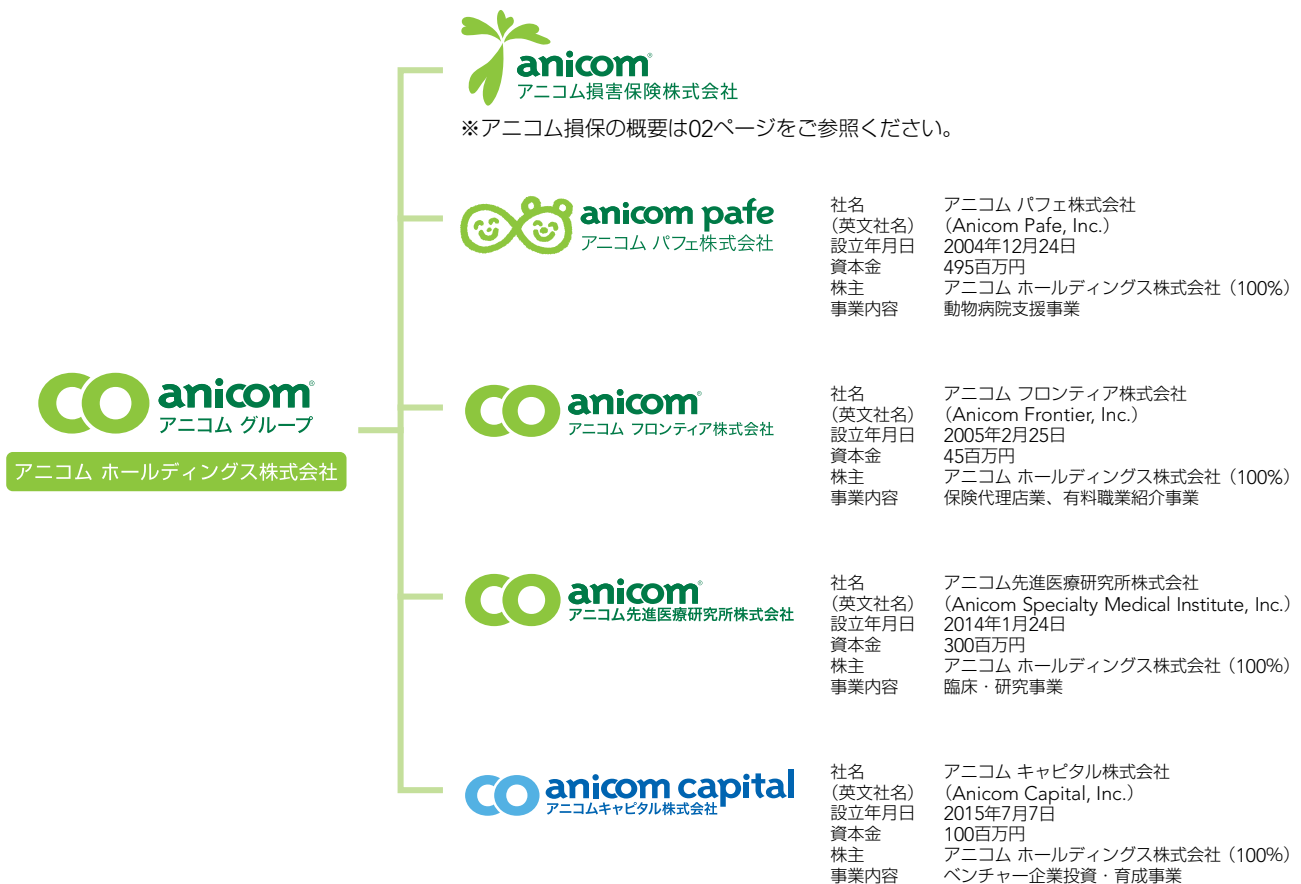 anicom®
アニコム損害保険株式会社
※アニコム損保の概要は02ページをご参照ください。
anicom pafe
アニコム パフェ株式会社
社名 アニコム パフェ株式会社
(英文社名) (Anicom Pafe, Inc.)
設立年月日 2004年12月24日
資本金 495百万円
株主 アニコム ホールディングス株式会社(100%)
事業内容 動物病院支援事業
anicom®
アニコム グループ
アニコム ホールディングス株式会社
anicom®
アニコム フロンティア株式会社
社名 アニコム フロンティア株式会社
(英文社名) (Anicom Frontier, Inc.)
設立年月日 2005年2月25日
資本金 45百万円
株主 アニコム ホールディングス株式会社(100%)
事業内容 保険代理店業、有料職業紹介事業
anicom®
アニコム先進医療研究所株式会社
社名 アニコム先進医療研究所株式会社
(英文社名) (Anicom Specialty Medical Institute, Inc.)
設立年月日 2014年1月24日
資本金 300百万円
株主 アニコム ホールディングス株式会社(100%)
事業内容 臨床・研究事業
anicom capital
アニコムキャピタル株式会社
社名 アニコム キャピタル株式会社
(英文社名) (Anicom Capital, Inc.)
設立年月日 2015年7月7日
資本金 100百万円
株主 アニコム ホールディングス株式会社(100%)
事業内容 ベンチャー企業投資・育成事業